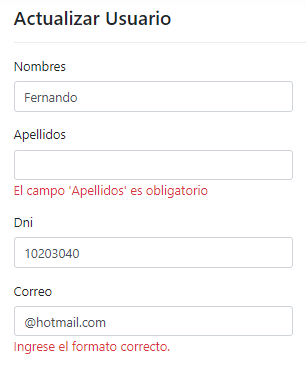 Actualizar Usuario
Nombres
Fernando
Apellidos
El campo 'Apellidos' es obligatorio
Dni
10203040
Correo
@hotmail.com
Ingrese el formato correcto.